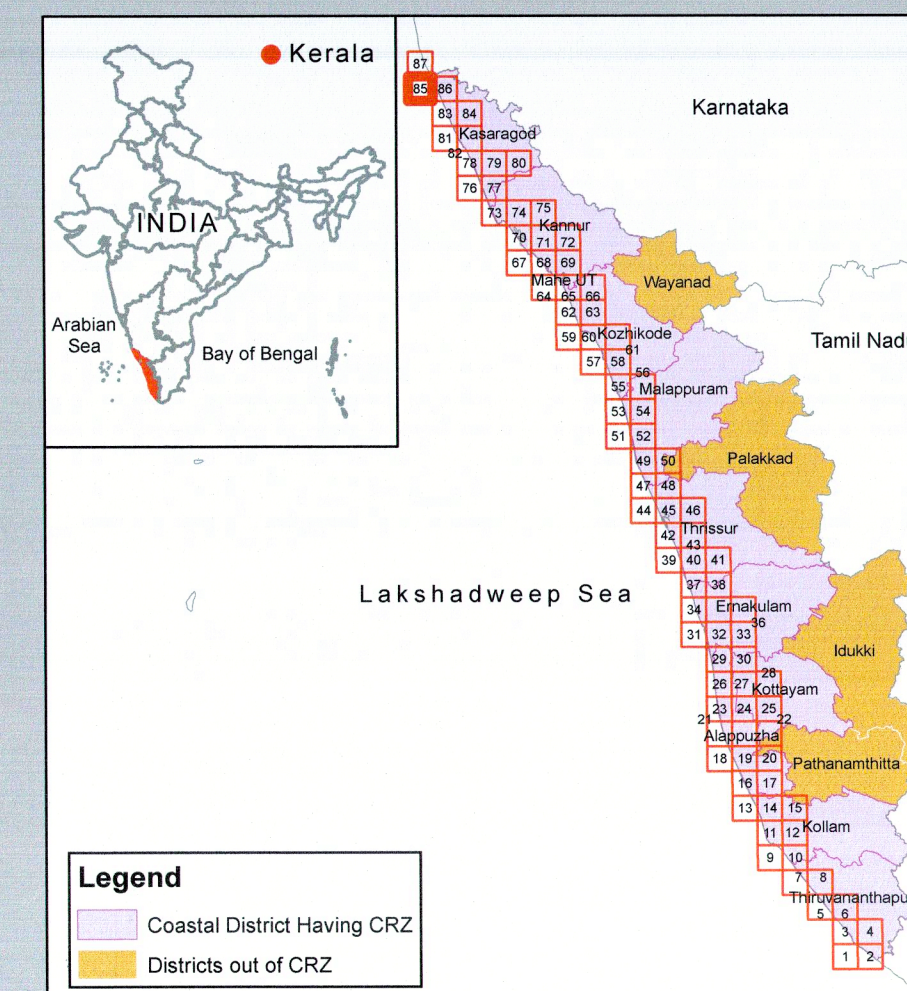 Kerala
INDIA
Arabian
Sea
Bay of Bengal
87
85 86
Karnataka
83 84
81 Kasaragod
82
78 79 80
76 77
75
73 74
Kannur
70 71 72
67 68 69
Wayanad
Mahe UT
64 65 66
62 63
59 60 Kozhikode
Tamil Nad
61
57 58
56
55 Malappuram
53 54
51 52
49 50 Palakkad
47 48
44 45 46
Thrissur
42 43
39 40 41
37 38
Lakshadweep Sea
34 Ernakulam
36
31 32 33
Idukki
29 30
28
26 27 Kottayam
23 24 25
21 22
Alappuzha
18 19 20 Pathanamthitta
16 17
13 14 15
11 12 Kollam
9 10
7 8
Thiruvananthapu
5 6
3 4
1 2
Legend
Coastal District Having CRZ
Districts out of CRZ